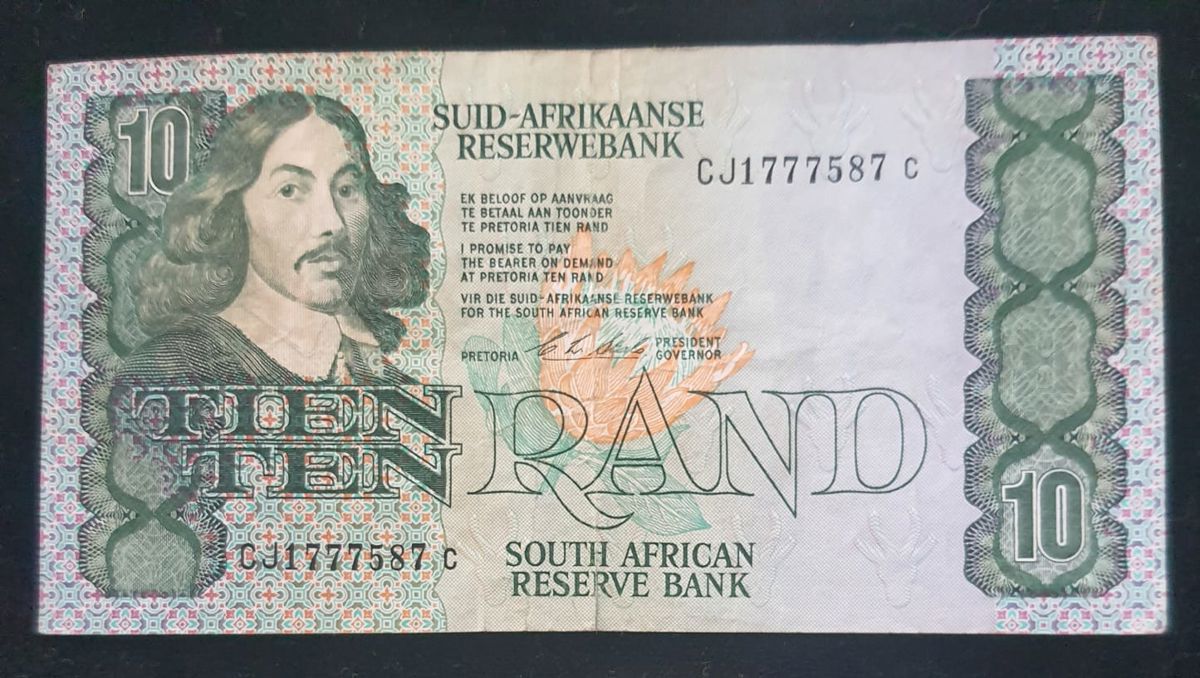 10
SUID-AFRIKAANSE
RESERWEBANK
CJ1777587 C
EK BELOOF OP AANVRAAG
TE BETAAL AAN TOONDER
TE PRETORIA TIEN RAND
I PROMISE TO PAY
THE BEARER ON DEMAND
AT PRETORIA TEN RAND
VIR DIE SUID-AFRIKAANSE RESERWEBANK
FOR THE SOUTH AFRICAN RESERVE BANK
PRETORIA
PRESIDENT
GOVERNOR
TIEN
TEN
RAND
10
CJ1777587 C
SOUTH AFRICAN
RESERVE BANK